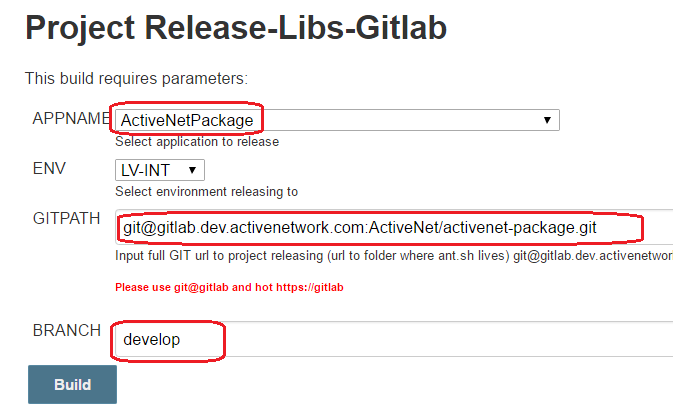 Project Release-Libs-Gitlab
This build requires parameters:
APPNAME ActiveNetPackage
Select application to release
ENV LV-INT
Select environment releasing to
GITPATH git@gitlab.dev.activenetwork.com:ActiveNet/activenet-package.git
Input full GIT url to project releasing (url to folder where ant.sh lives) git@gitlab.dev.activenetwor
Please use git@gitlab and hot https://gitlab
BRANCH develop
Build